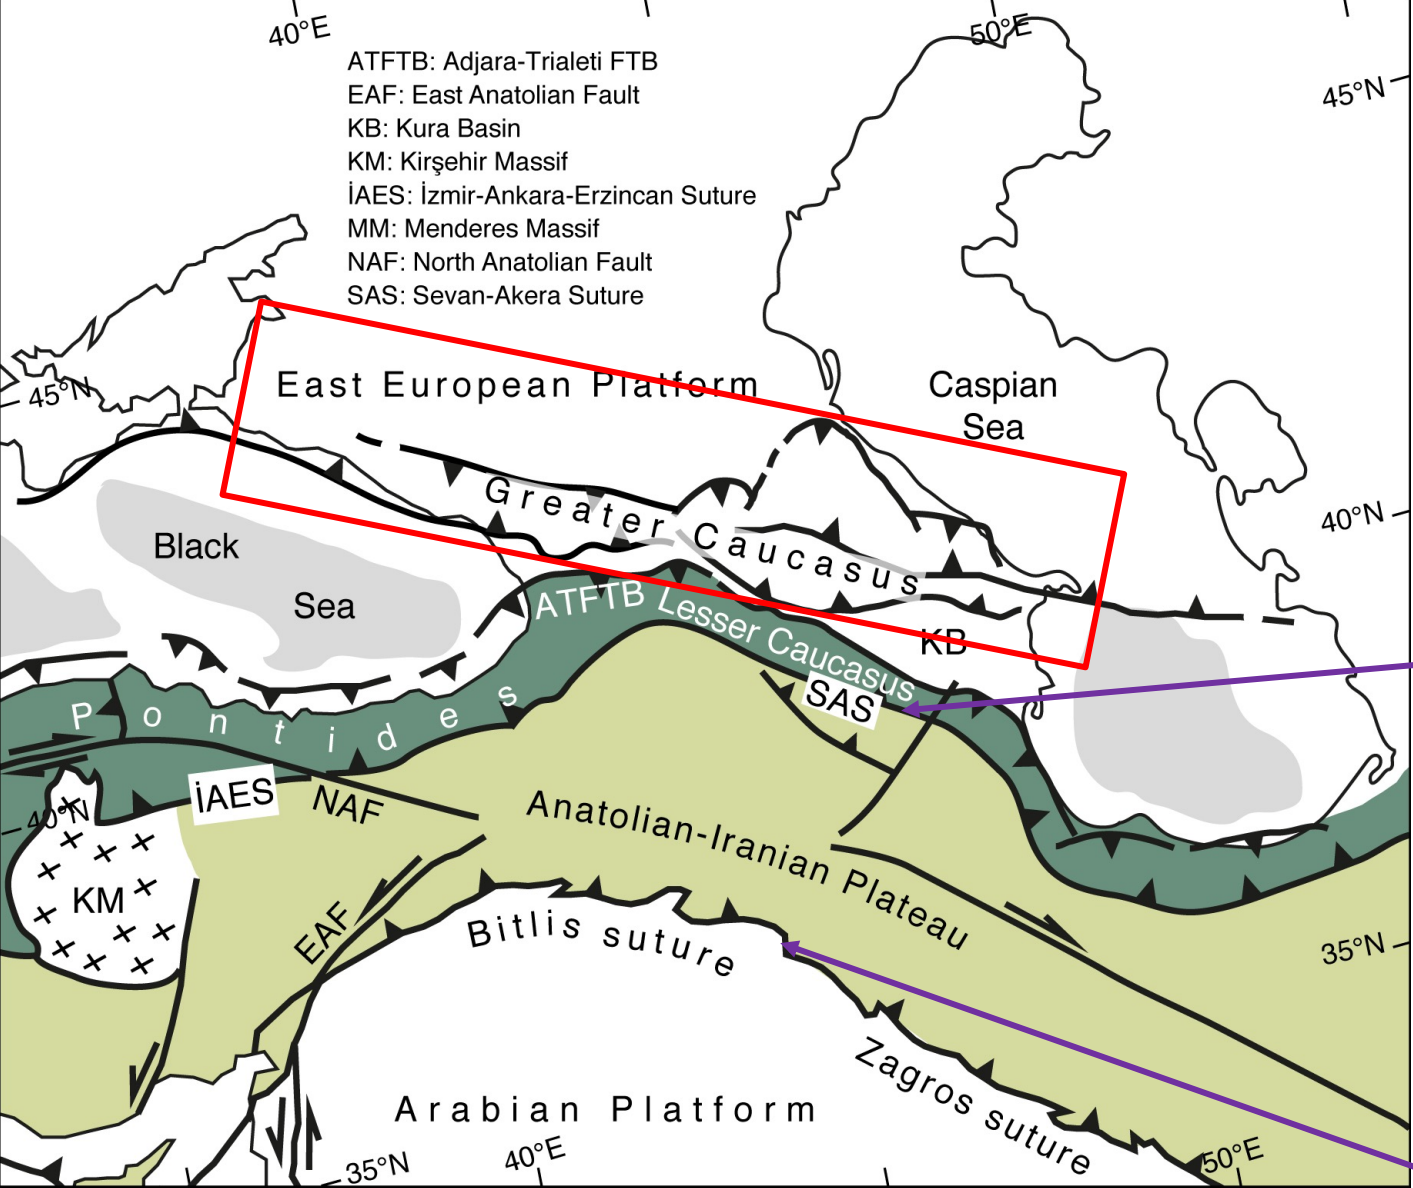 40°E
50°E
ATFTB: Adjara-Trialeti FTB
EAF: East Anatolian Fault
KB: Kura Basin
KM: Kirşehir Massif
İAES: İzmir-Ankara-Erzincan Suture
MM: Menderes Massif
NAF: North Anatolian Fault
SAS: Sevan-Akera Suture
45°N
45°N
East European Platform
Caspian
Sea
Greater Caucasus
40°N
Black
Sea
ATFTB
Lesser Caucasus
KB
SAS
Pontides
İAES
NAF
40°N
Anatolian-Iranian Plateau
KM
EAF
Bitlis suture
35°N
Zagros suture
Arabian Platform
35°N
40°E
50°E